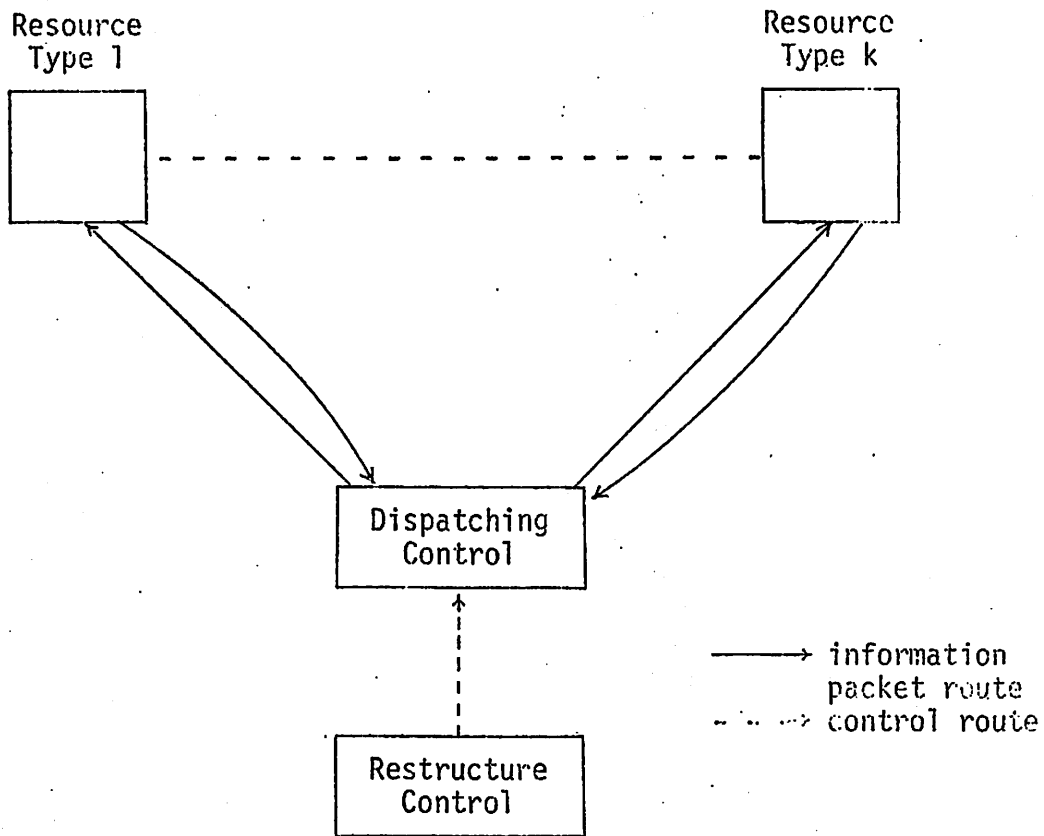 Resource
Type 1
Resource
Type k
Dispatching
Control
Restructure
Control
information
packet route
control route